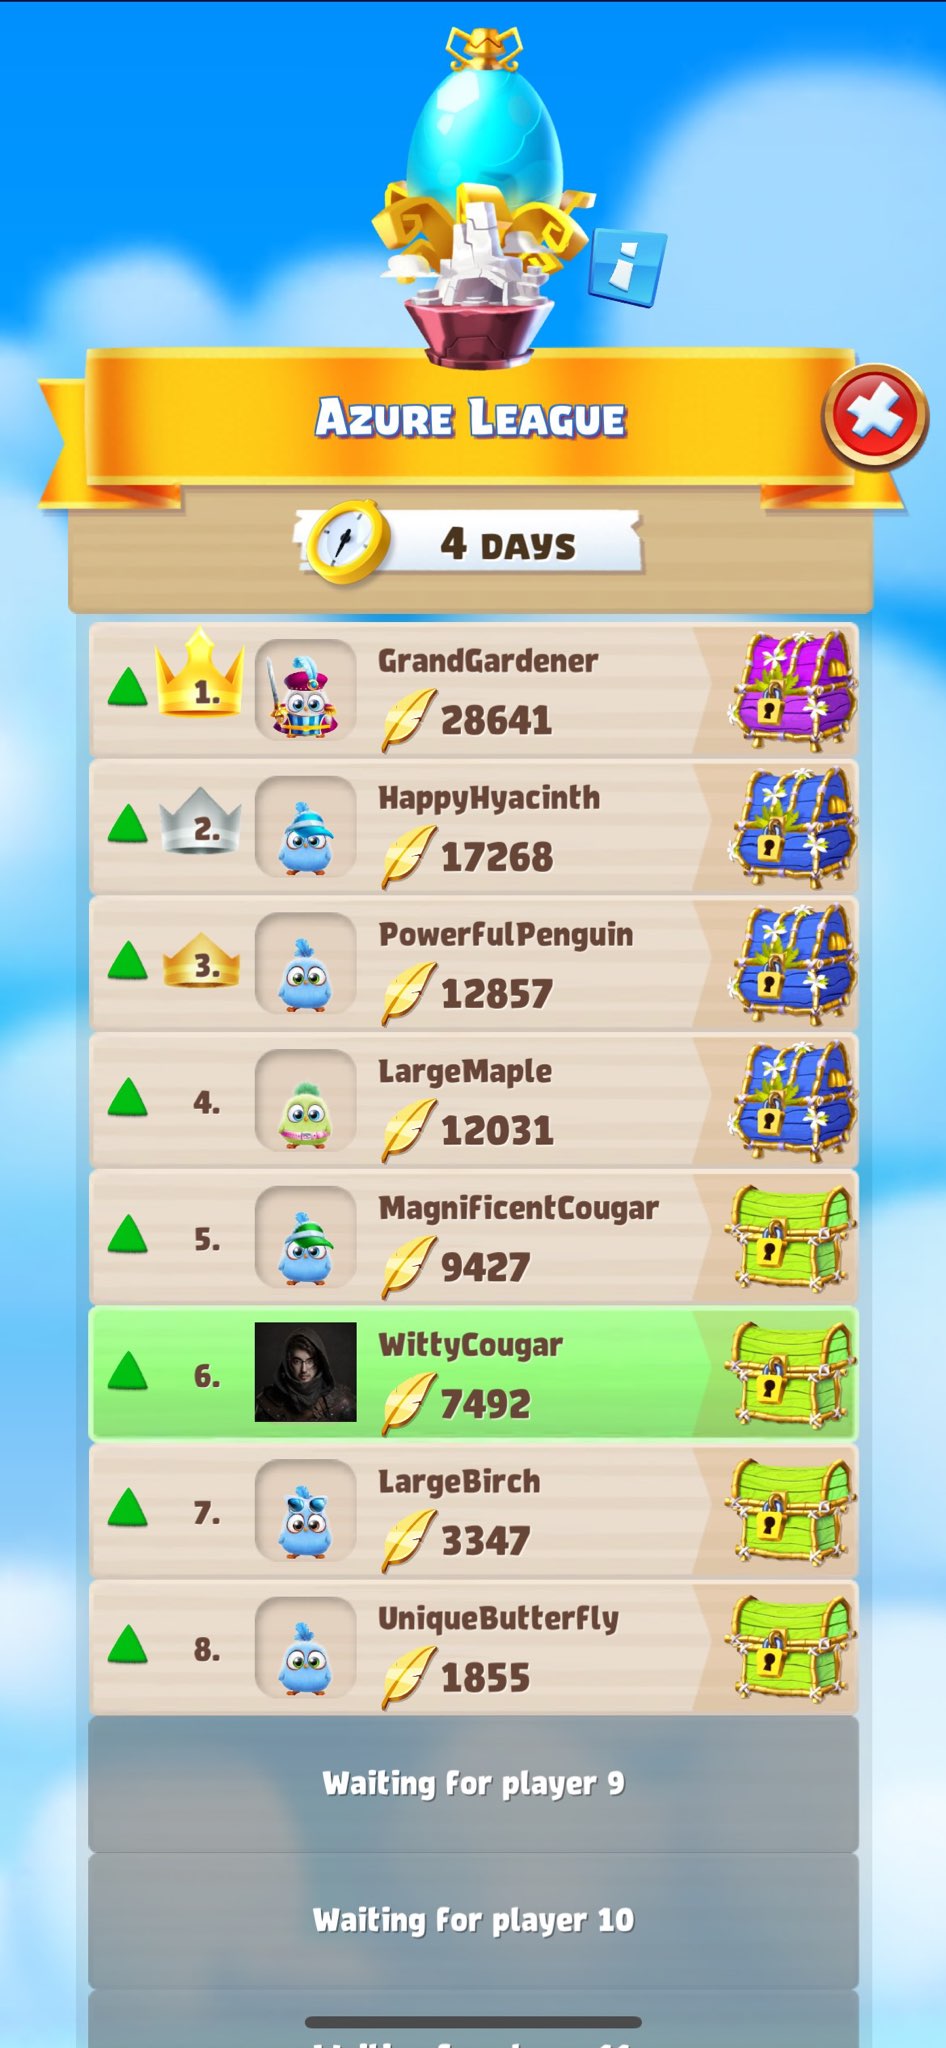 AZURE LEAGUE
4 DAYS
1.
GrandGardener
28641
2.
HappyHyacinth
17268
3.
PowerfulPenguin
12857
4.
LargeMaple
12031
5.
MagnificentCougar
9427
6.
WittyCougar
7492
7.
LargeBirch
3347
8.
UniqueButterfly
1855
Waiting for player 9
Waiting for player 10